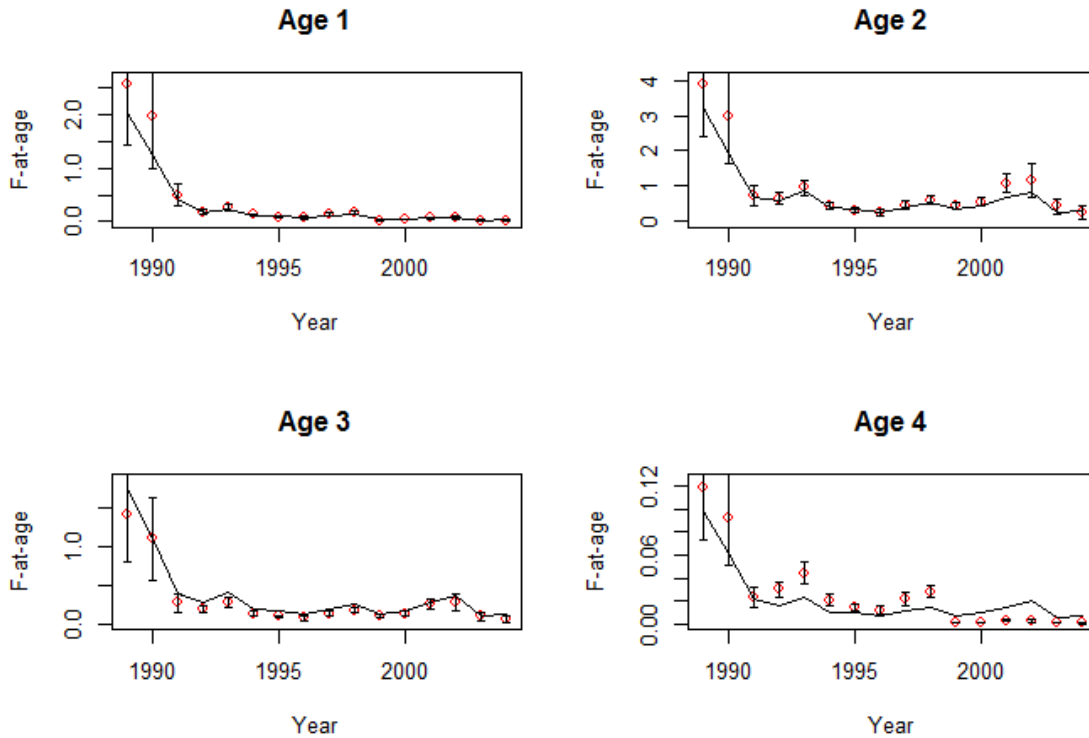 Age 1
F-at-age
0.0 1.0 2.0
1990 1995 2000
Year
Age 2
F-at-age
0 1 2 3 4
1990 1995 2000
Year
Age 3
F-at-age
0.0 1.0
1990 1995 2000
Year
Age 4
F-at-age
0.00 0.06 0.12
1990 1995 2000
Year